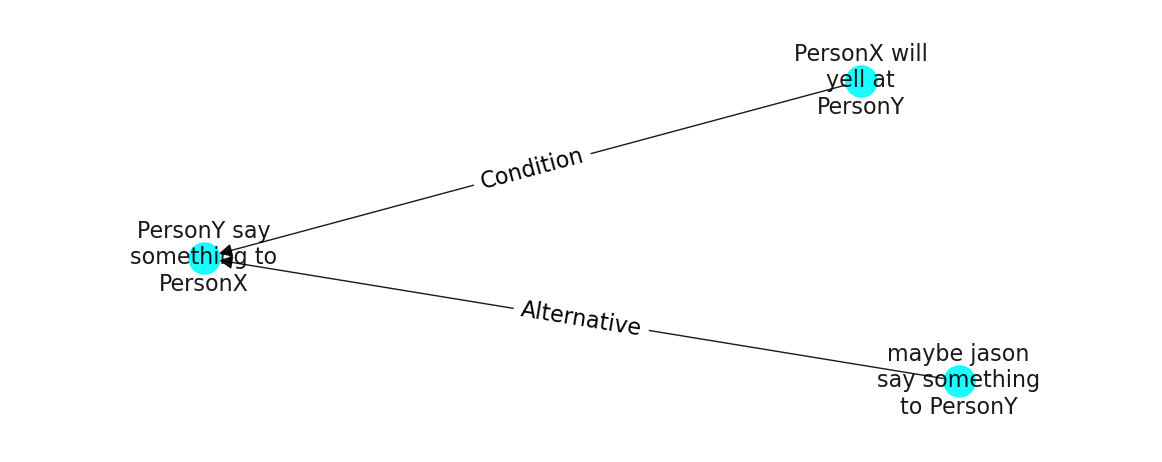 PersonX will
yell at
PersonY
Condition
PersonY say
something to
PersonX
Alternative
maybe jason
say something
to PersonY